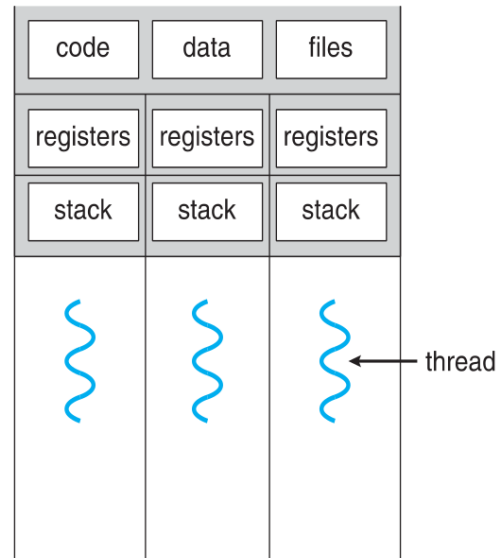 code data files
registers registers registers
stack stack stack
thread